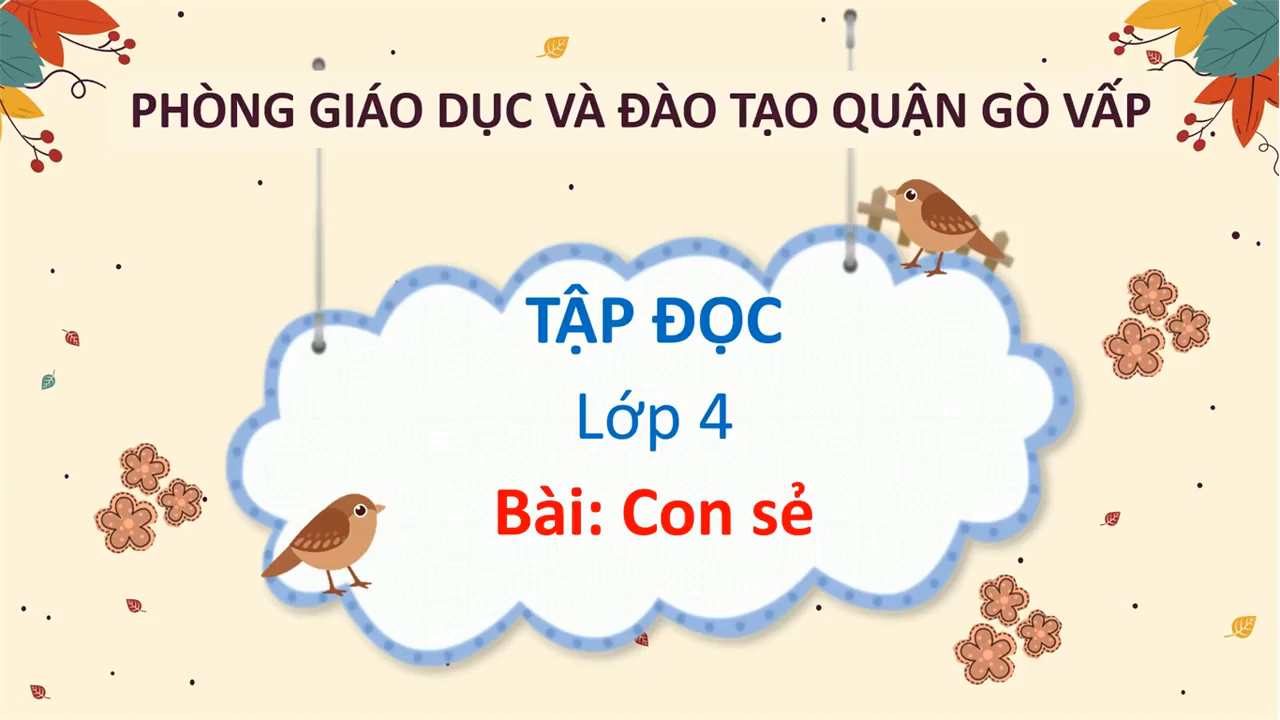 PHÒNG GIÁO DỤC VÀ ĐÀO TẠO QUẬN GÒ VẤP
TẬP ĐỌC
Lớp 4
Bài: Con sẻ